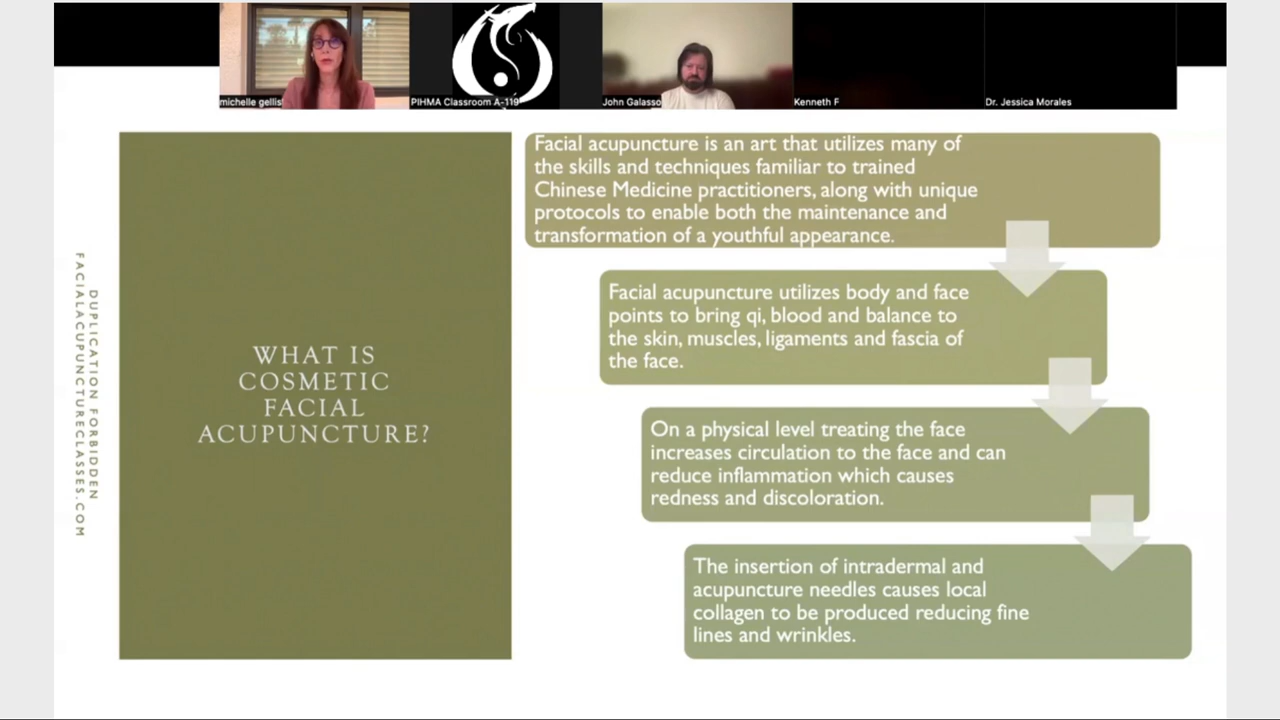 michelle gellis
PIHMA Classroom A-119
John Galasso
Kenneth F
Dr. Jessica Morales
DUPLICATION FORBIDDEN
FACIALACUPUNCTURECLASSES.COM
WHAT IS
COSMETIC
FACIAL
ACUPUNCTURE?
Facial acupuncture is an art that utilizes many of
the skills and techniques familiar to trained
Chinese Medicine practitioners, along with unique
protocols to enable both the maintenance and
transformation of a youthful appearance.
Facial acupuncture utilizes body and face
points to bring qi, blood and balance to
the skin, muscles, ligaments and fascia of
the face.
On a physical level treating the face
increases circulation to the face and can
reduce inflammation which causes
redness and discoloration.
The insertion of intradermal and
acupuncture needles causes local
collagen to be produced reducing fine
lines and wrinkles.